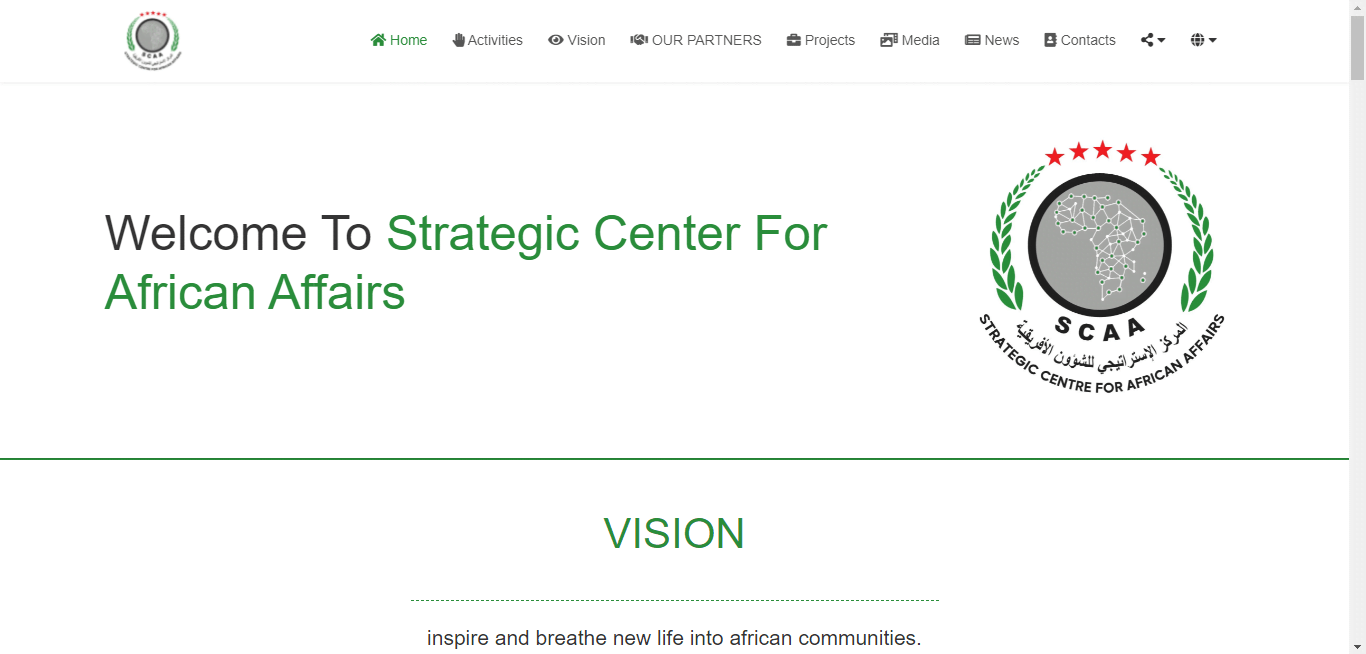 Home Activities Vision OUR PARTNERS Projects Media News Contacts
Welcome To Strategic Center For
African Affairs
SCAA
المركز الإستراتيجي للشؤون الأفريقية
STRATEGIC CENTRE FOR AFRICAN AFFAIRS
VISION
inspire and breathe new life into african communities.